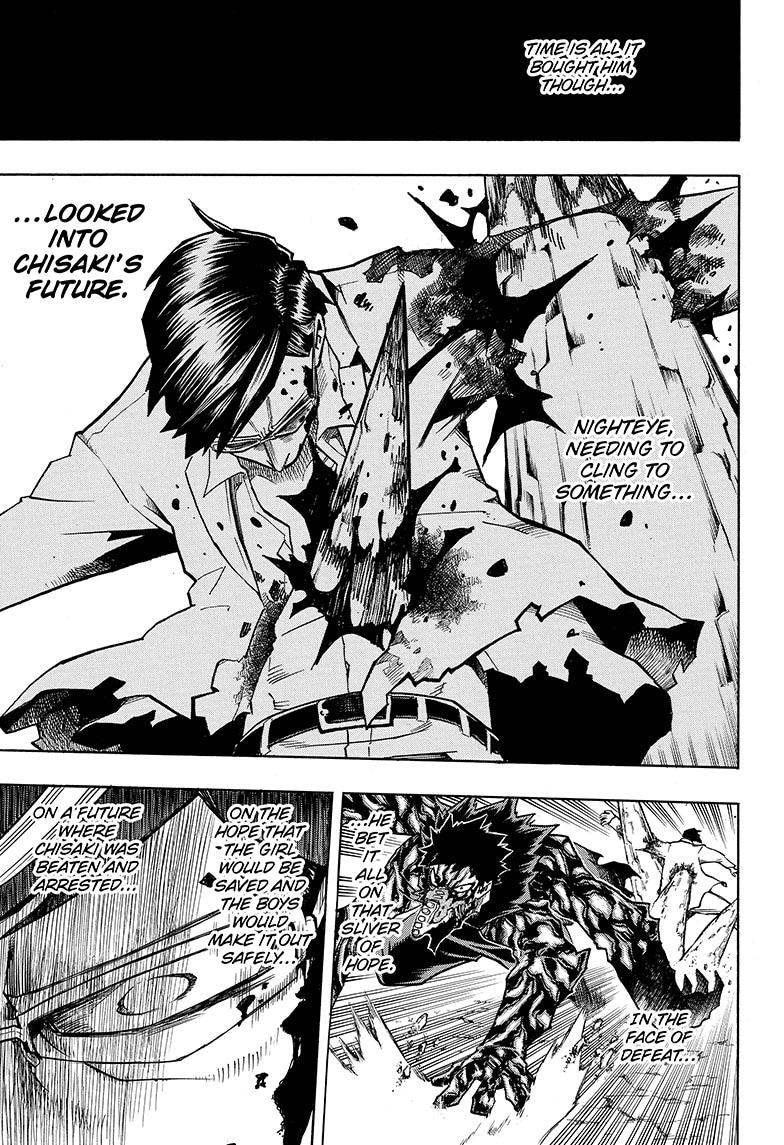 TIME IS ALL IT
BOUGHT HIM,
THOUGH...
NIGHTEYE,
NEEDING TO
CLING TO
SOMETHING...
...LOOKED
INTO
CHISAKI'S
FUTURE.
IN THE
FACE OF
DEFEAT...
...HE
BET
IT
ALL
ON
THAT
SLIVER
OF
HOPE.
ON THE
HOPE THAT
THE GIRL
WOULD BE
SAVED AND
THE BOYS
WOULD
MAKE IT OUT
SAFELY...
ON A FUTURE
WHERE
CHISAKI WAS
BEATEN AND
ARRESTED...